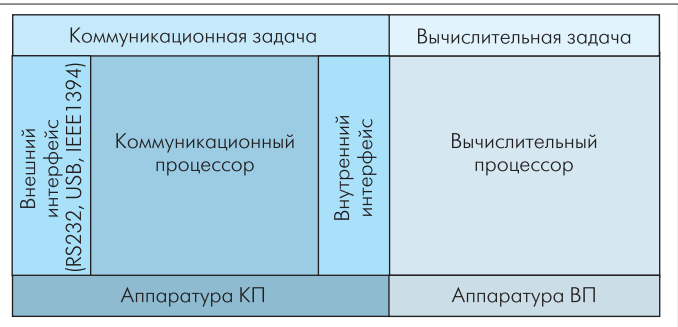 Коммуникационная задача
Вычислительная задача
Внешний
интерфейс
(RS232, USB, IEEE1394)
Коммуникационный
процессор
Внутренний
интерфейс
Вычислительный
процессор
Аппаратура КП
Аппаратура ВП